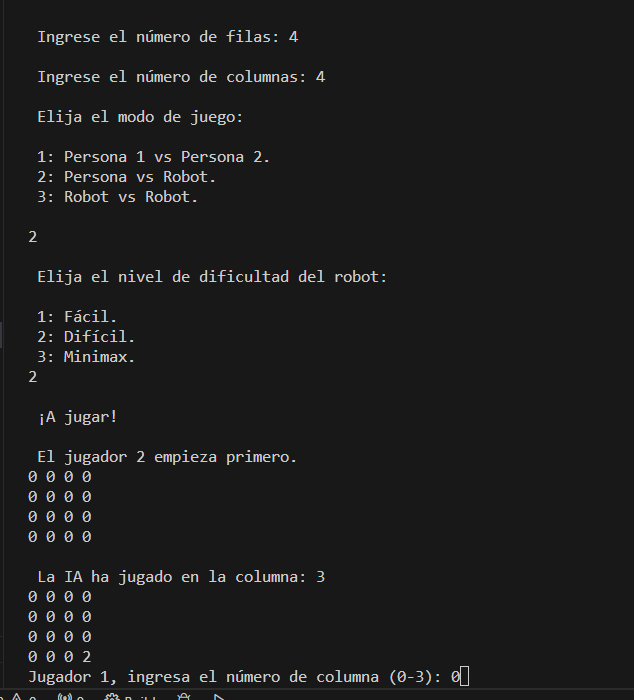 Ingrese el número de filas: 4
Ingrese el número de columnas: 4
Elija el modo de juego:
1: Persona 1 vs Persona 2.
2: Persona vs Robot.
3: Robot vs Robot.
2
Elija el nivel de dificultad del robot:
1: Fácil.
2: Difícil.
3: Minimax.
2
¡A jugar!
El jugador 2 empieza primero.
0 0 0 0
0 0 0 0
0 0 0 0
0 0 0 0
La IA ha jugado en la columna: 3
0 0 0 0
0 0 0 0
0 0 0 0
0 0 0 2
Jugador 1, ingresa el número de columna (0-3): 0